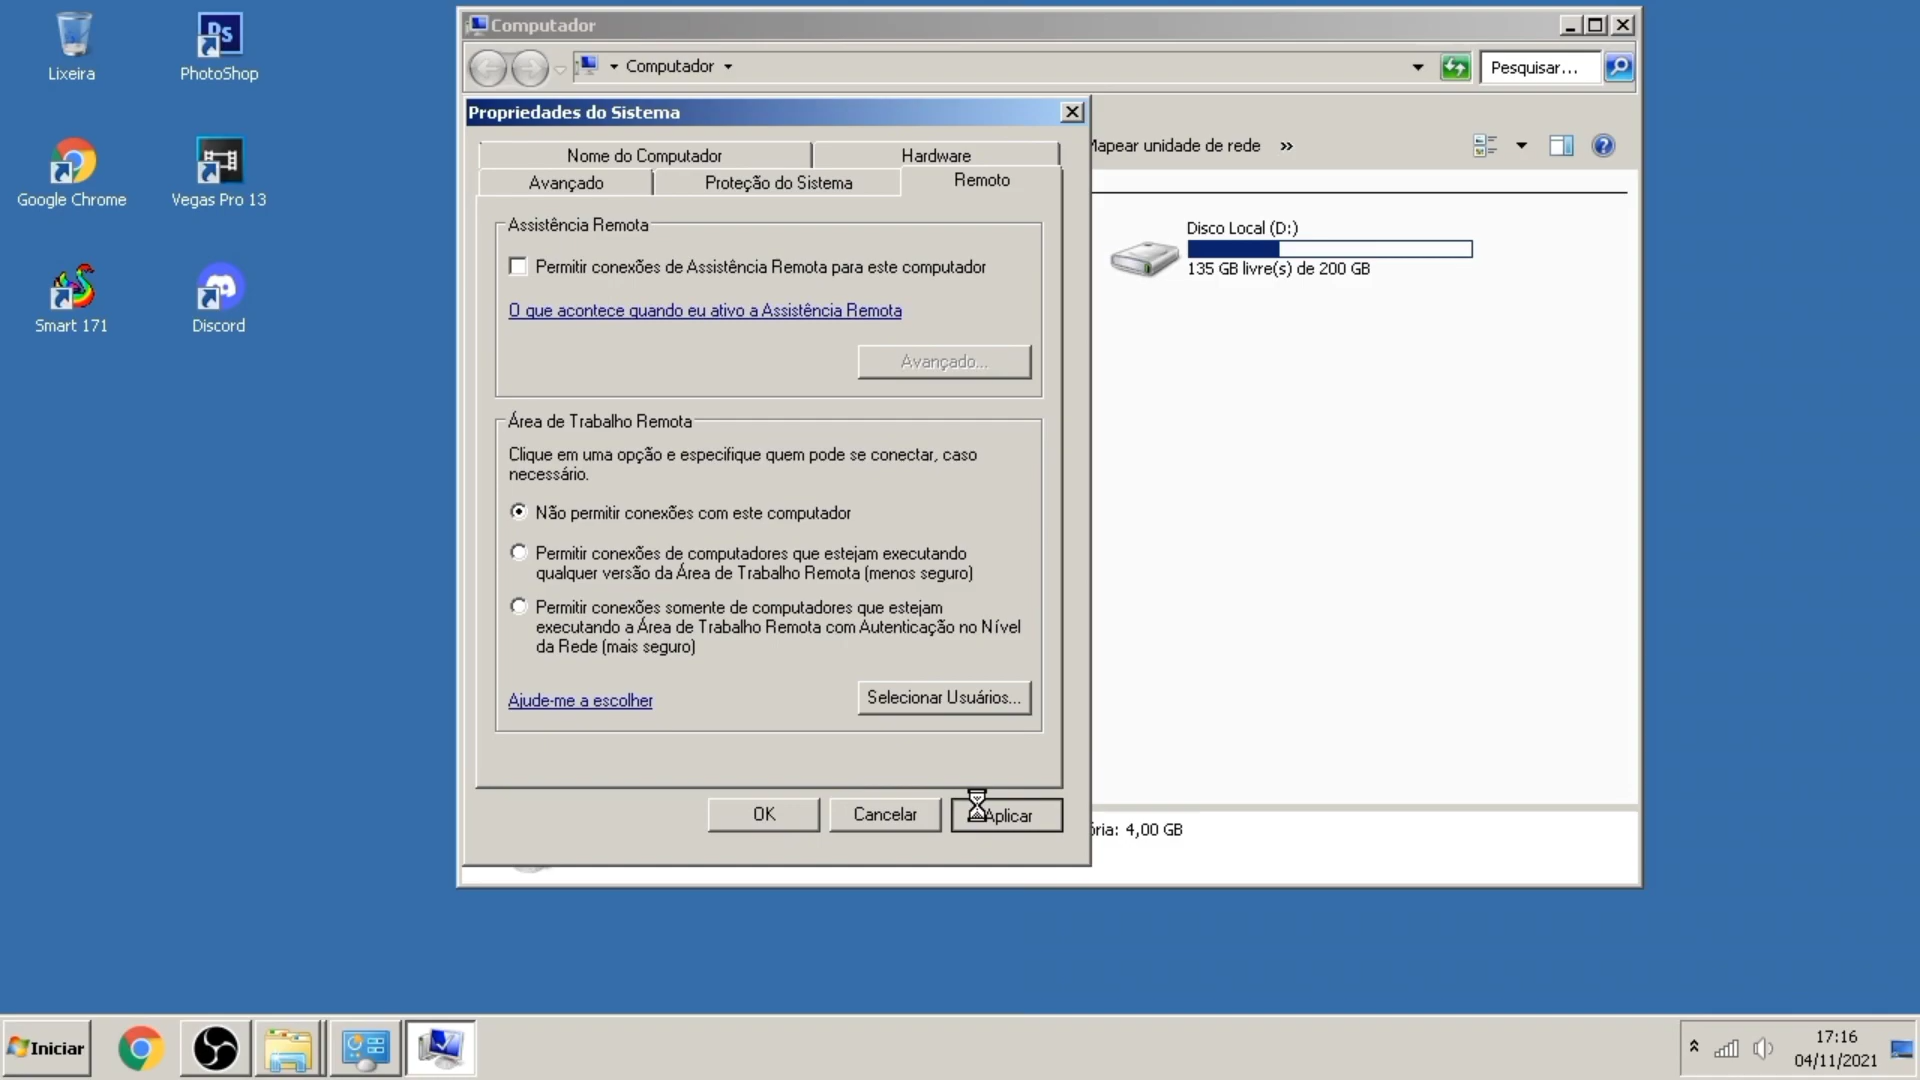 Lixeira
PhotoShop
Google Chrome
Vegas Pro 13
Smart 171
Discord
Computador
Computador
Pesquisar...
Propriedades do Sistema
Mapear unidade de rede »
Nome do Computador
Hardware
Avançado
Proteção do Sistema
Remoto
Assistência Remota
Permitir conexões de Assistência Remota para este computador
O que acontece quando eu ativo a Assistência Remota
Avançado...
Área de Trabalho Remota
Clique em uma opção e especifique quem pode se conectar, caso
necessário.
Não permitir conexões com este computador
Permitir conexões de computadores que estejam executando
qualquer versão da Área de Trabalho Remota (menos seguro)
Permitir conexões somente de computadores que estejam
executando a Área de Trabalho Remota com Autenticação no Nível
da Rede (mais seguro)
Ajude-me a escolher
Selecionar Usuários...
OK
Cancelar
Aplicar
Disco Local (D:)
135 GB livre(s) de 200 GB
ória: 4,00 GB
Iniciar
17:16
04/11/2021